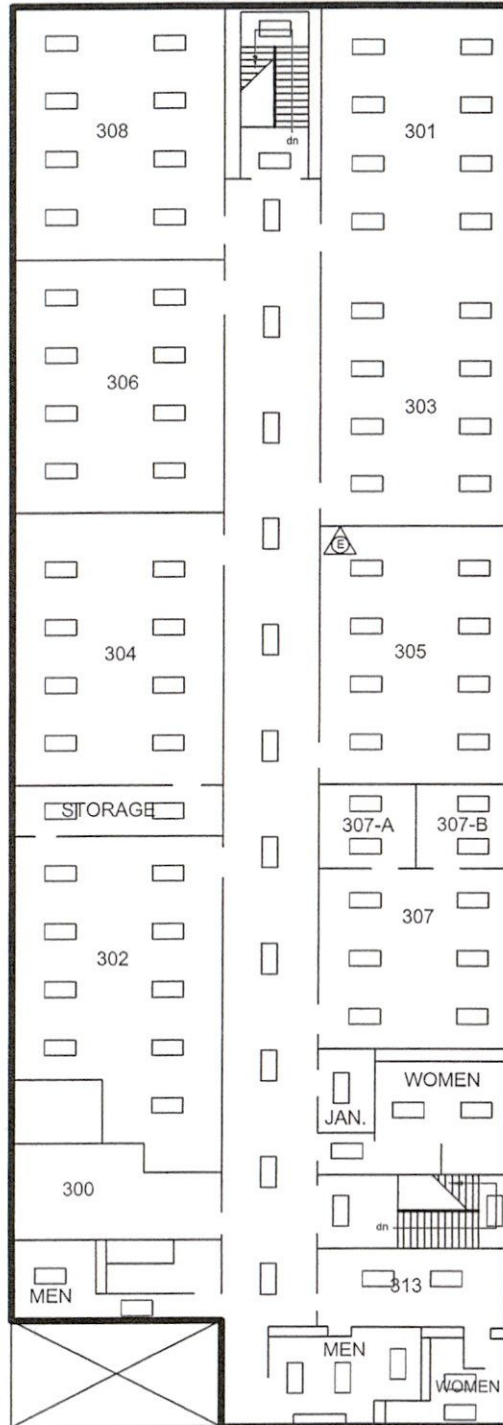 308
301
dn
306
303
E
304
305
STORAGE
307-A
307-B
307
302
WOMEN
JAN.
300
dn
313
MEN
MEN
WOMEN